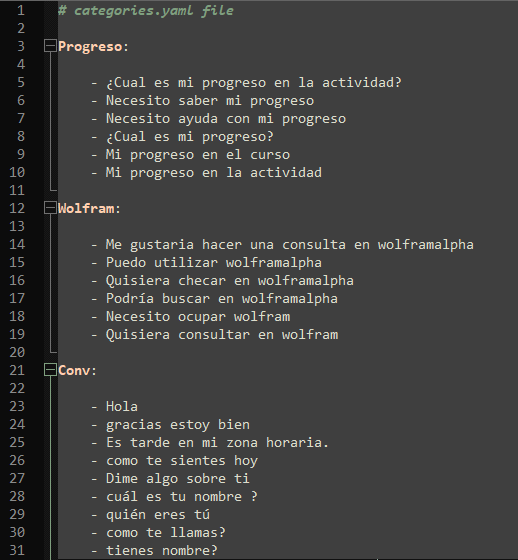 1 # categories.yaml file
2
3 Progreso:
4
5 - ¿Cual es mi progreso en la actividad?
6 - Necesito saber mi progreso
7 - Necesito ayuda con mi progreso
8 - ¿Cual es mi progreso?
9 - Mi progreso en el curso
10 - Mi progreso en la actividad
11
12 Wolfram:
13
14 - Me gustaria hacer una consulta en wolframalpha
15 - Puedo utilizar wolframalpha
16 - Quisiera checar en wolframalpha
17 - Podría buscar en wolframalpha
18 - Necesito ocupar wolfram
19 - Quisiera consultar en wolfram
20
21 Conv:
22
23 - Hola
24 - gracias estoy bien
25 - Es tarde en mi zona horaria.
26 - como te sientes hoy
27 - Dime algo sobre ti
28 - cuál es tu nombre ?
29 - quién eres tú
30 - como te llamas?
31 - tienes nombre?